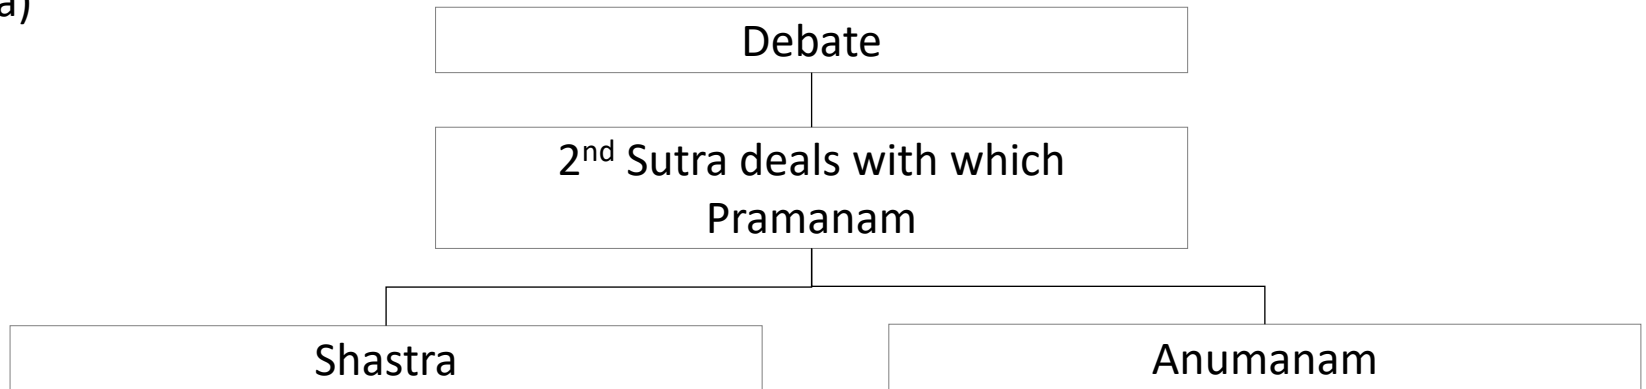 a)
Debate
2nd Sutra deals with which
Pramanam
Shastra
Anumanam